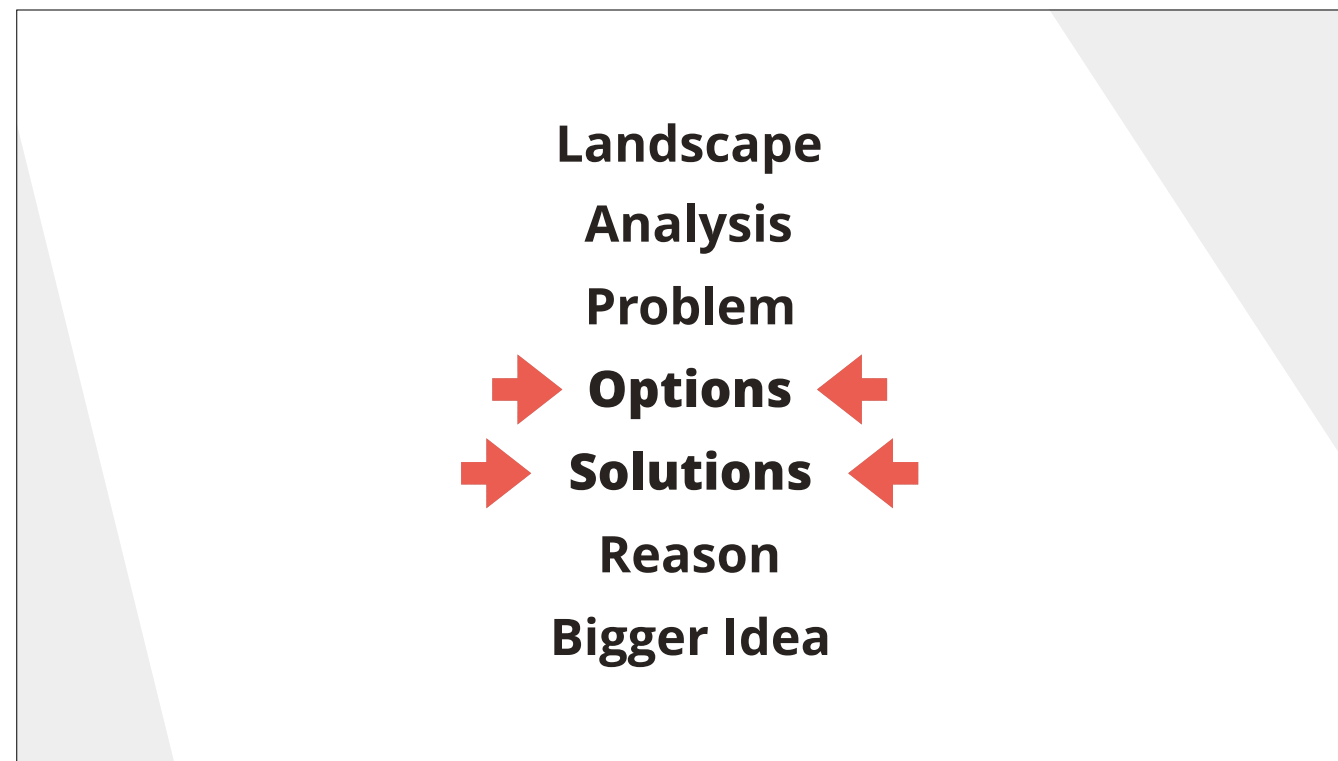 Landscape
Analysis
Problem
Options
Solutions
Reason
Bigger Idea